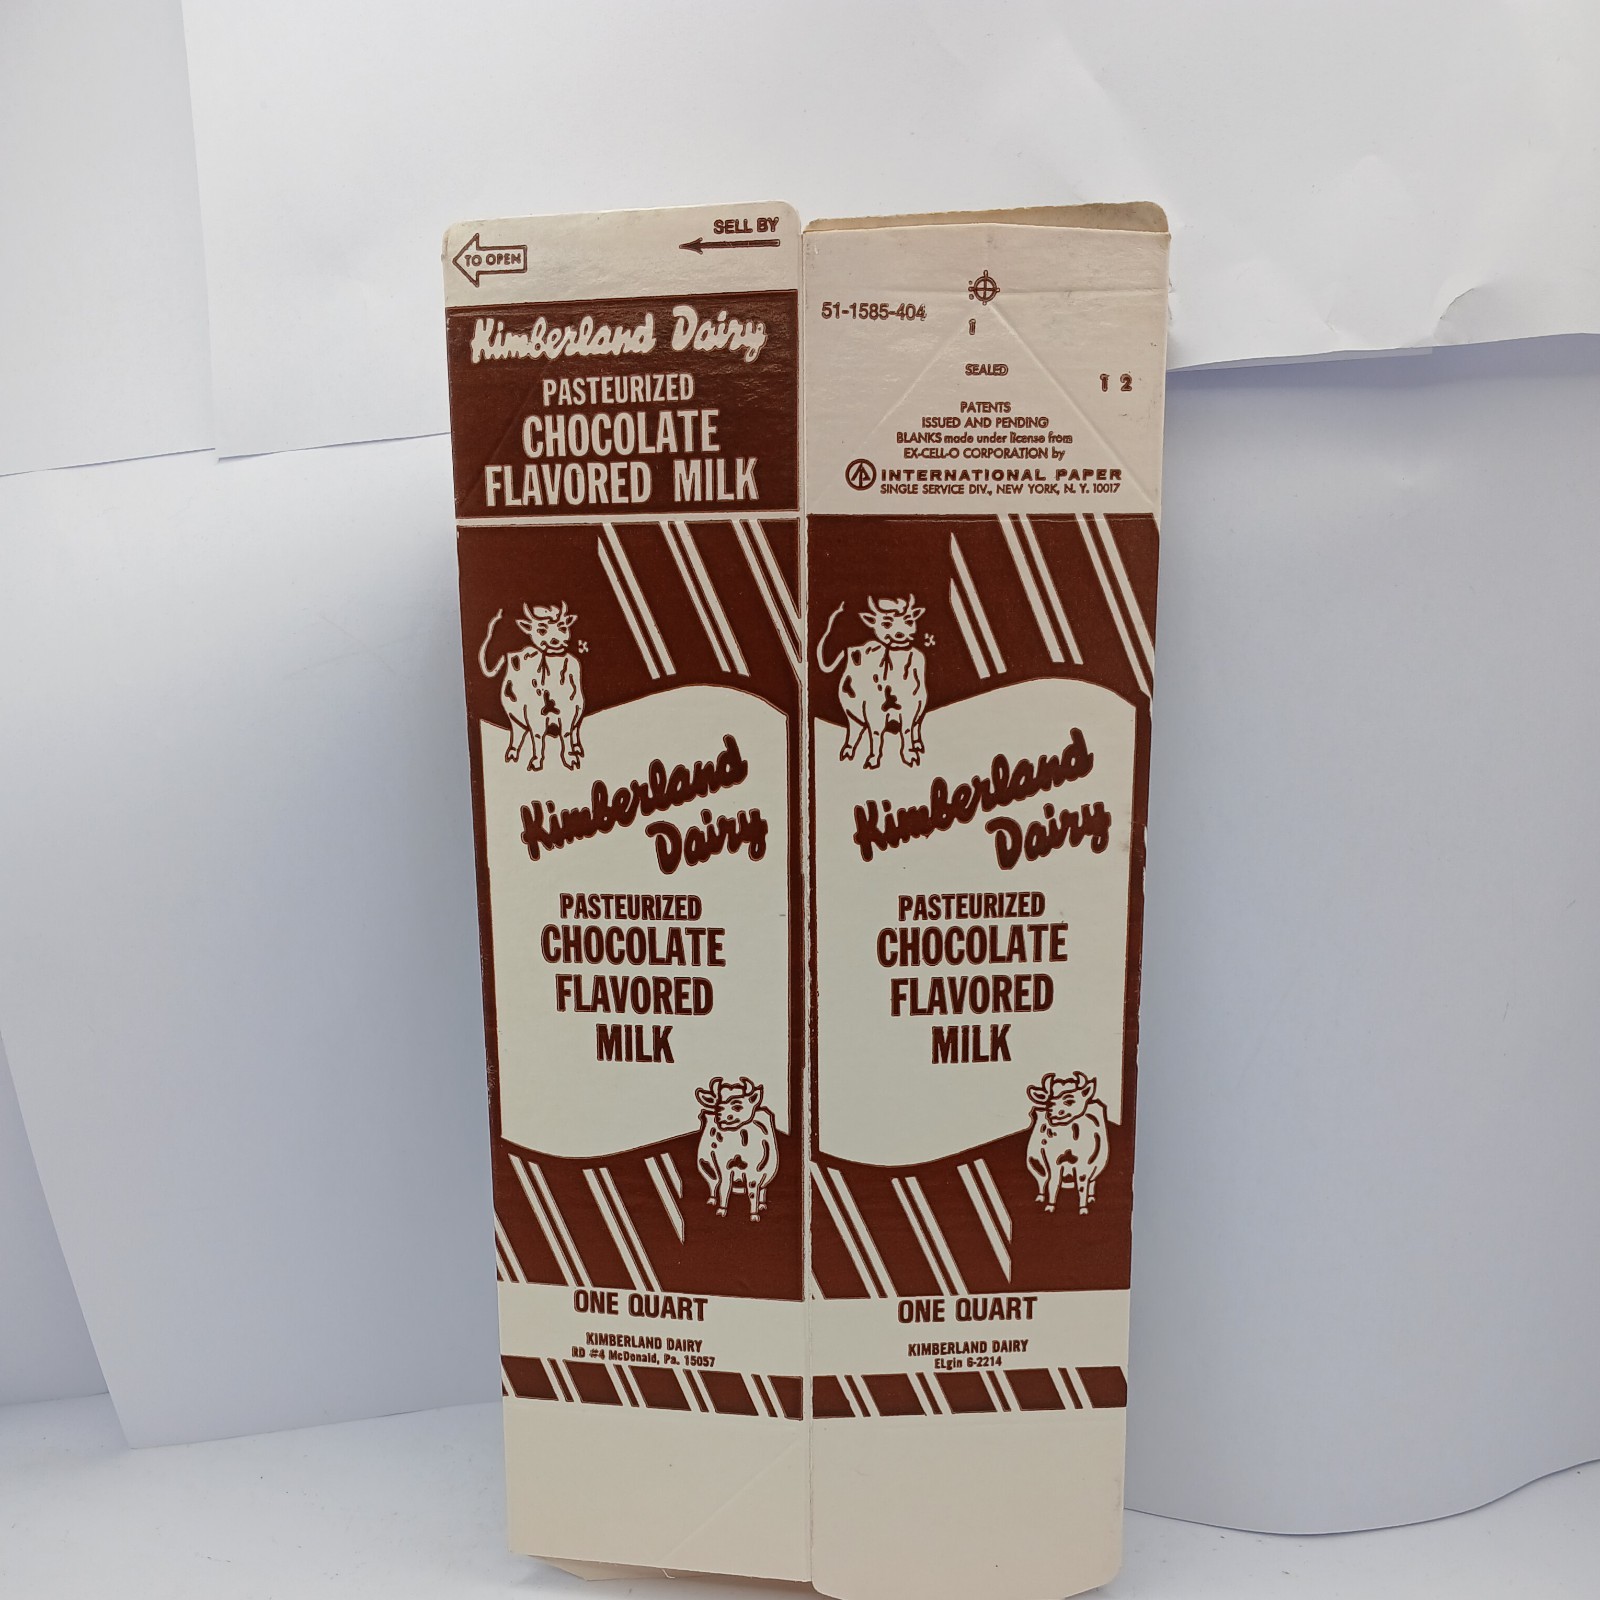 TO OPEN
SELL BY
Kimberland Dairy
PASTEURIZED
CHOCOLATE
FLAVORED MILK
Kimberland
Dairy
PASTEURIZED
CHOCOLATE
FLAVORED
MILK
ONE QUART
KIMBERLAND DAIRY
RD #4 McDonald, Pa. 15057
51-1585-404
1
SEALED
1 2
PATENTS
ISSUED AND PENDING
BLANKS made under license from
EX-CELL-O CORPORATION by
INTERNATIONAL PAPER
SINGLE SERVICE DIV., NEW YORK, N. Y. 10017
Kimberland
Dairy
PASTEURIZED
CHOCOLATE
FLAVORED
MILK
ONE QUART
KIMBERLAND DAIRY
ELgin 6-2214